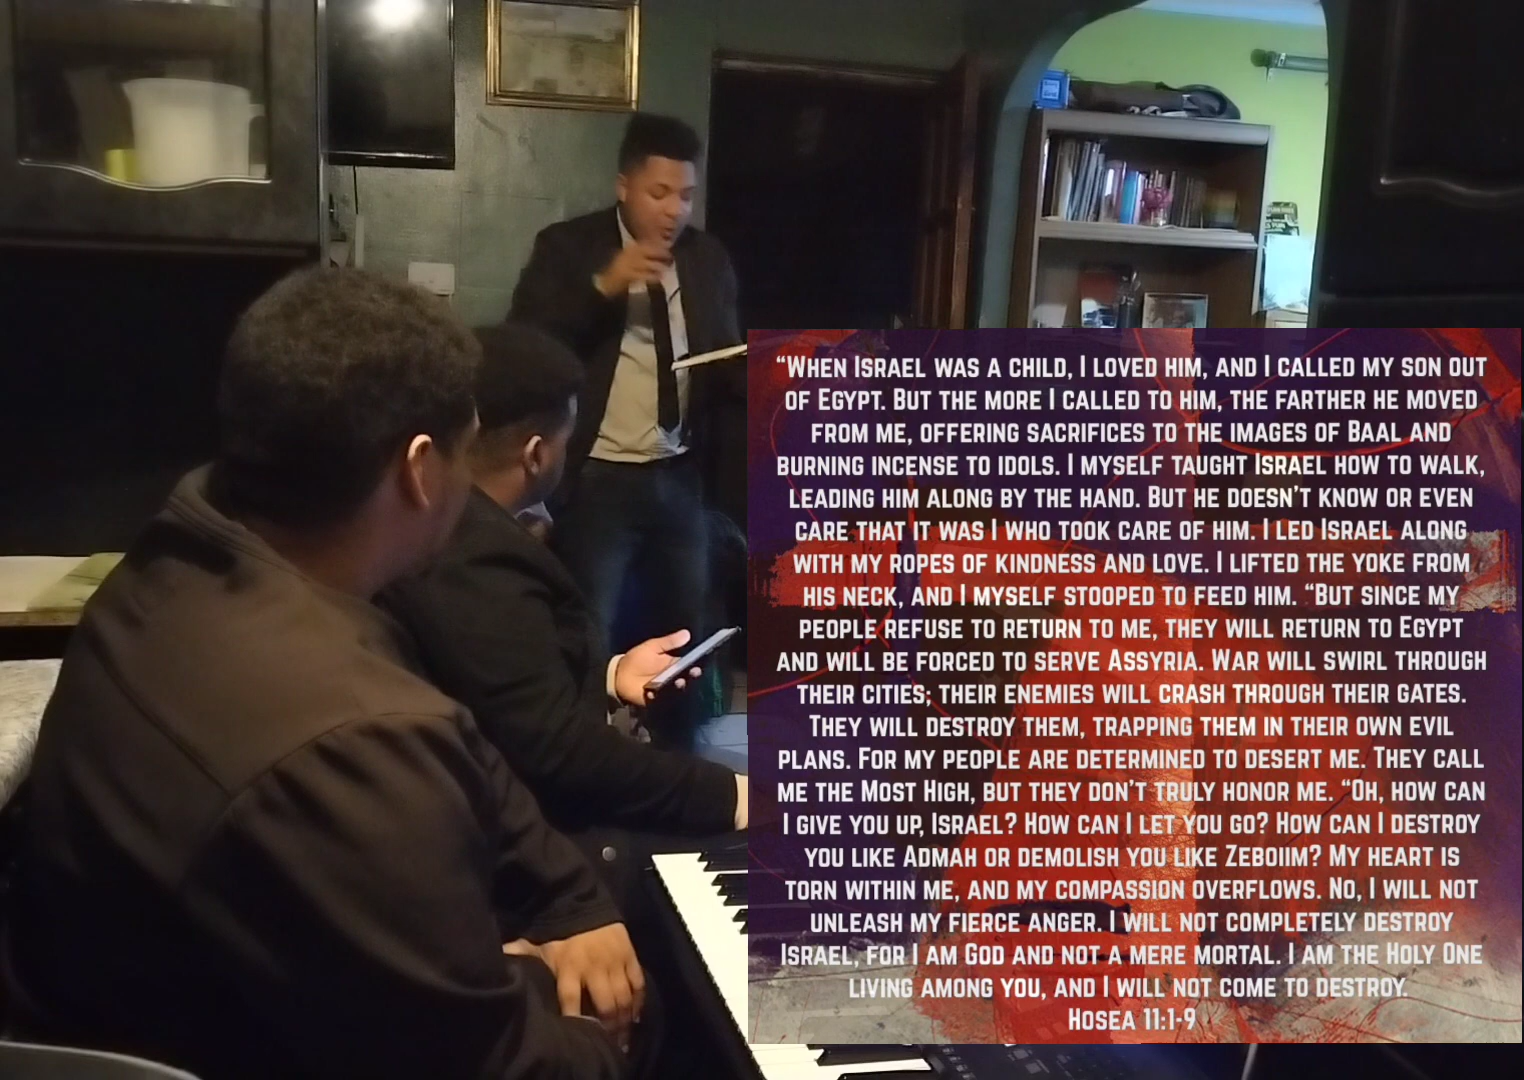 “When Israel was a child, I loved him, and I called my son out
of Egypt. But the more I called to him, the farther he moved
from me, offering sacrifices to the images of Baal and
burning incense to idols. I myself taught Israel how to walk,
leading him along by the hand. But he doesn’t know or even
care that it was I who took care of him. I led Israel along
with my ropes of kindness and love. I lifted the yoke from
his neck, and I myself stooped to feed him. “But since my
people refuse to return to me, they will return to Egypt
and will be forced to serve Assyria. War will swirl through
their cities; their enemies will crash through their gates.
They will destroy them, trapping them in their own evil
plans. For my people are determined to desert me. They call
me the Most High, but they don’t truly honor me. “Oh, how can
I give you up, Israel? How can I let you go? How can I destroy
you like Admah or demolish you like Zeboiim? My heart is
torn within me, and my compassion overflows. No, I will not
unleash my fierce anger. I will not completely destroy
Israel, for I am God and not a mere mortal. I am the Holy One
living among you, and I will not come to destroy.
Hosea 11:1-9